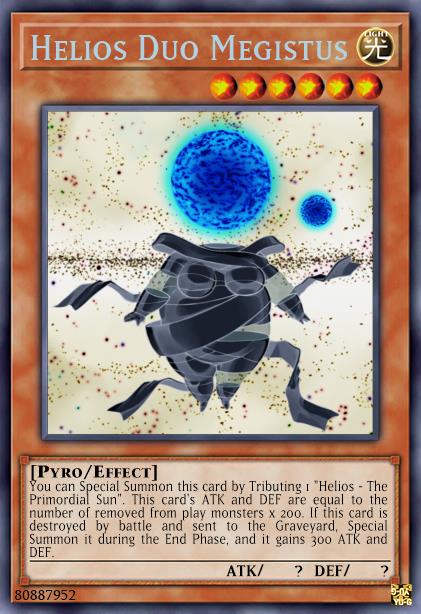 Helios Duo Megistus
LIGHT
光
[Pyro/Effect]
You can Special Summon this card by Tributing 1 "Helios - The
Primordial Sun". This card's ATK and DEF are equal to the
number of removed from play monsters x 200. If this card is
destroyed by battle and sent to the Graveyard, Special
Summon it during the End Phase, and it gains 300 ATK and
DEF.
ATK/ ? DEF/ ?
80887952